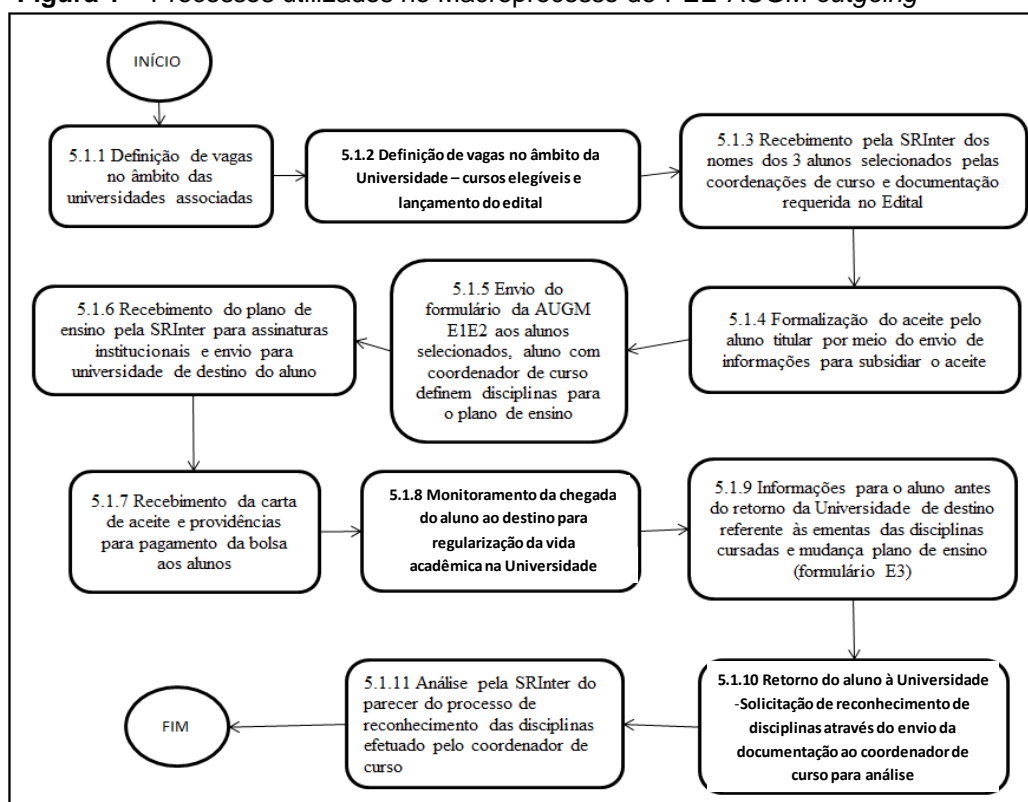 INÍCIO
5.1.1 Definição de vagas
no âmbito das
universidades associadas
5.1.2 Definição de vagas no âmbito da
Universidade – cursos elegíveis e
lançamento do edital
5.1.3 Recebimento pela SRInter dos
nomes dos 3 alunos selecionados pelas
coordenações de curso e documentação
requerida no Edital
5.1.4 Formalização do aceite pelo
aluno titular por meio do envio de
informações para subsidiar o aceite
5.1.5 Envio do
formulário da AUGM
E1E2 aos alunos
selecionados, aluno com
coordenador de curso
definem disciplinas para
o plano de ensino
5.1.6 Recebimento do plano de
ensino pela SRInter para assinaturas
institucionais e envio para
universidade de destino do aluno
5.1.7 Recebimento da carta
de aceite e providências
para pagamento da bolsa
aos alunos
5.1.8 Monitoramento da chegada
do aluno ao destino para
regularização da vida
acadêmica na Universidade
5.1.9 Informações para o aluno antes
do retorno da Universidade de destino
referente às ementas das disciplinas
cursadas e mudança plano de ensino
(formulário E3)
5.1.10 Retorno do aluno à Universidade
-Solicitação de reconhecimento de
disciplinas através do envio da
documentação ao coordenador de
curso para análise
5.1.11 Análise pela SRInter do
parecer do processo de
reconhecimento das disciplinas
efetuado pelo coordenador de
curso
FIM